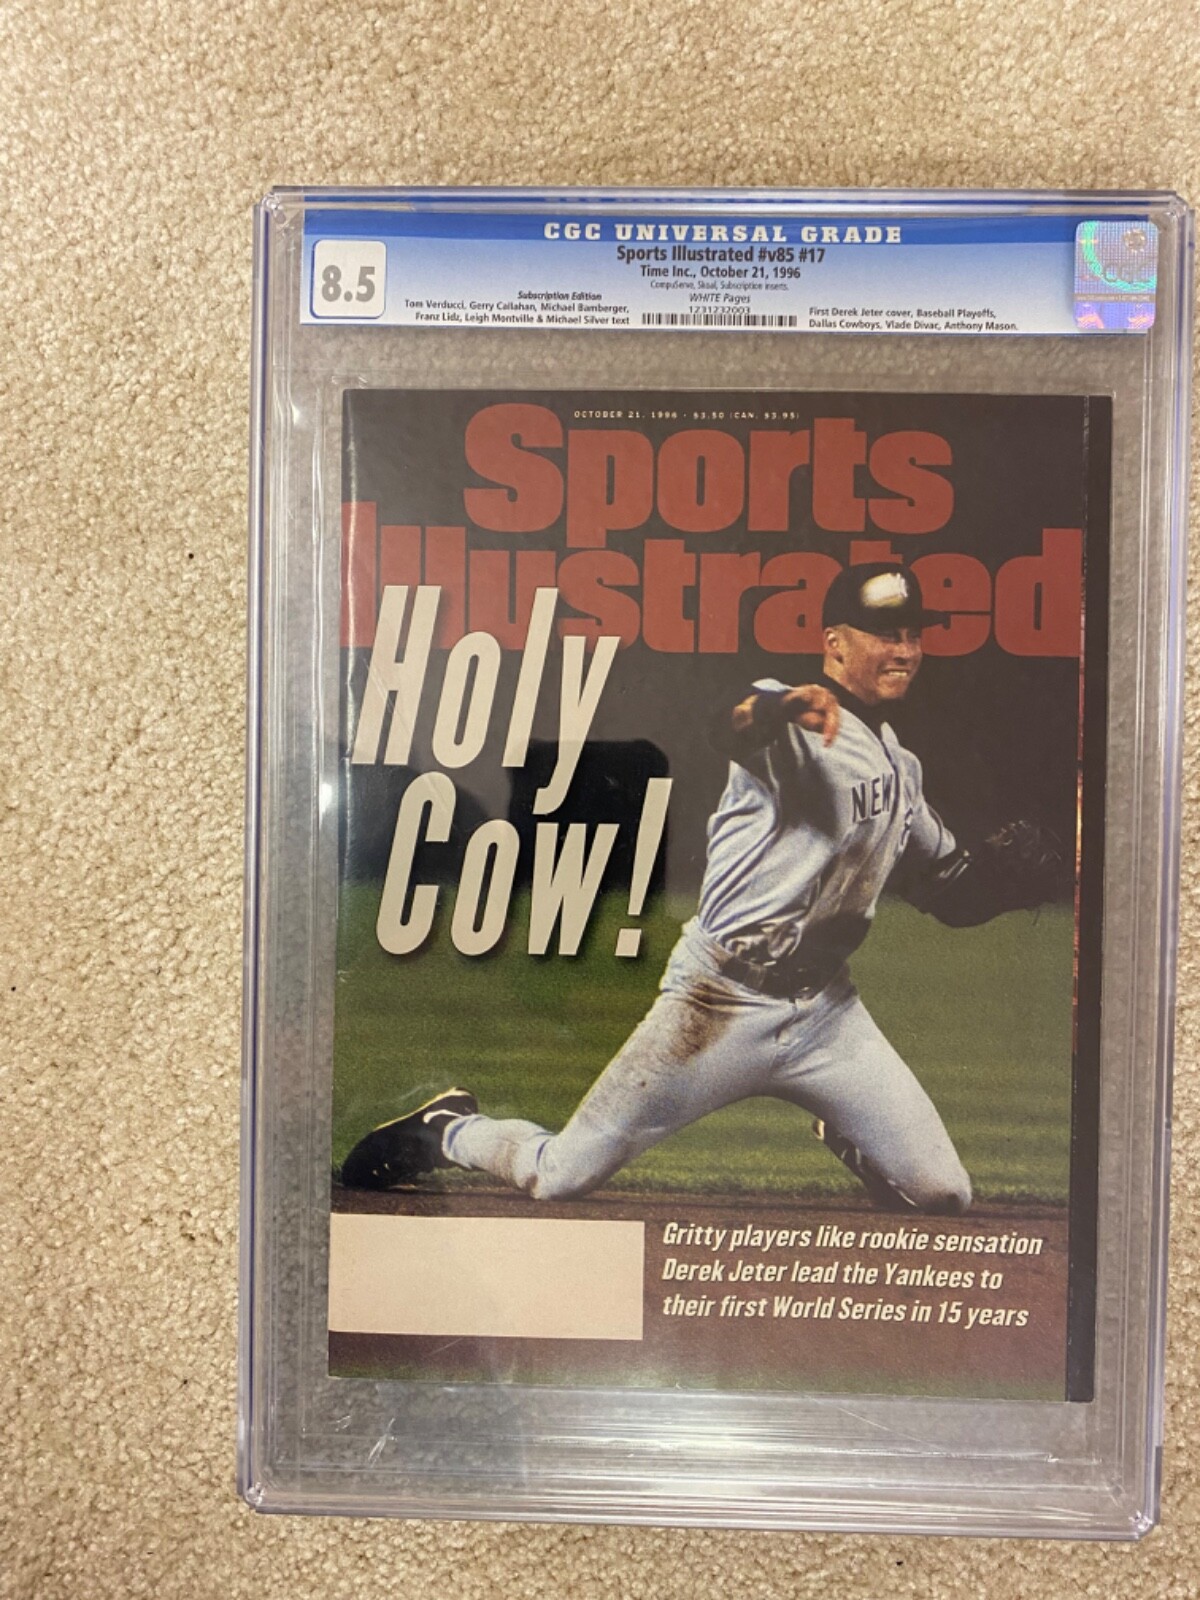 CGC UNIVERSAL GRADE
8.5
Sports Illustrated #v85 #17
Time Inc., October 21, 1996
CompuServe, Skoal, Subscription inserts.
Subscription Edition
WHITE Pages
Tom Verducci, Gerry Callahan, Michael Bamberger,
Franz Lidz, Leigh Montville & Michael Silver text
1231232003
First Derek Jeter cover, Baseball Playoffs,
Dallas Cowboys, Vlade Divac, Anthony Mason.
OCTOBER 21, 1996 · $3.50 (CAN. $3.95)
Sports
Illustrated
Holy
Cow!
NEW
Gritty players like rookie sensation
Derek Jeter lead the Yankees to
their first World Series in 15 years